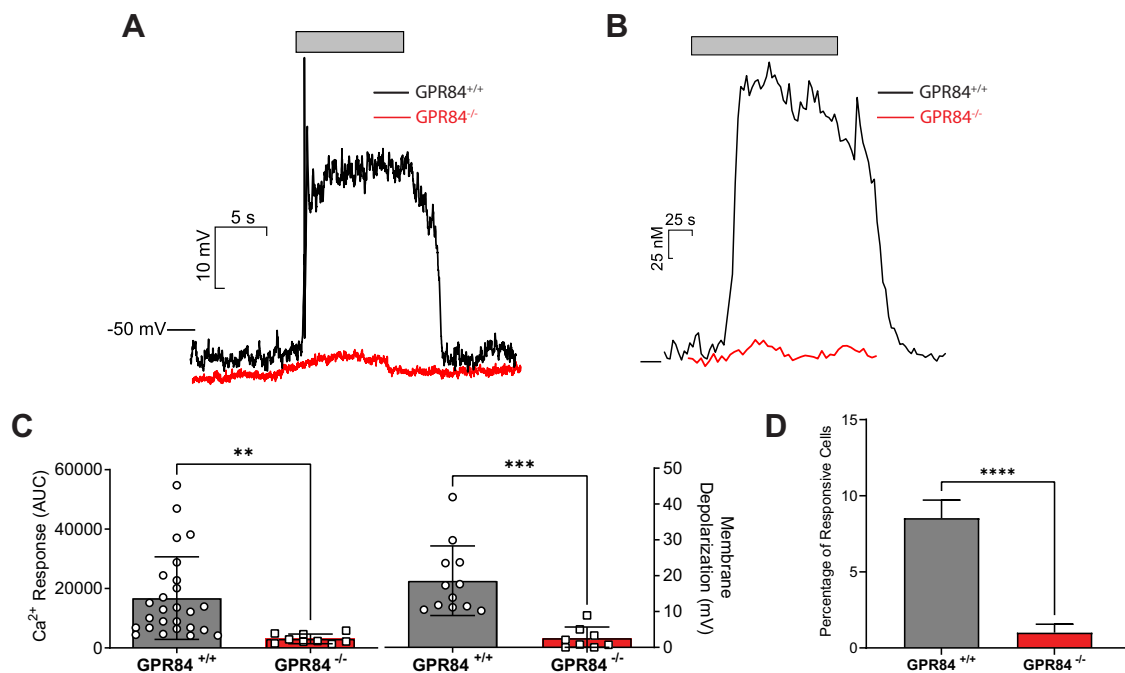 A
GPR84+/+
GPR84-/-
5 s
10 mV
-50 mV
B
GPR84+/+
GPR84-/-
25 s
25 nM
C
Ca2+ Response (AUC)
60000
40000
20000
0
**
GPR84 +/+
GPR84 -/-
***
50
40
30
20
10
0
Membrane
Depolarization (mV)
GPR84 +/+
GPR84 -/-
D
Percentage of Responsive Cells
15
10
5
0
****
GPR84 +/+
GPR84 -/-